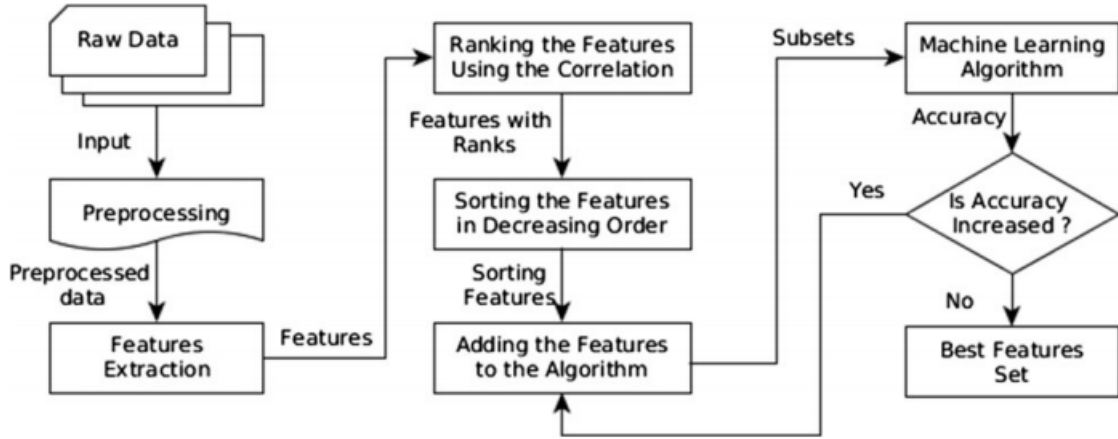 Raw Data
Input
Preprocessing
Preprocessed
data
Features
Extraction
Features
Ranking the Features
Using the Correlation
Features with
Ranks
Sorting the Features
in Decreasing Order
Sorting
Features
Adding the Features
to the Algorithm
Subsets
Machine Learning
Algorithm
Accuracy
Is Accuracy
Increased ?
Yes
No
Best Features
Set